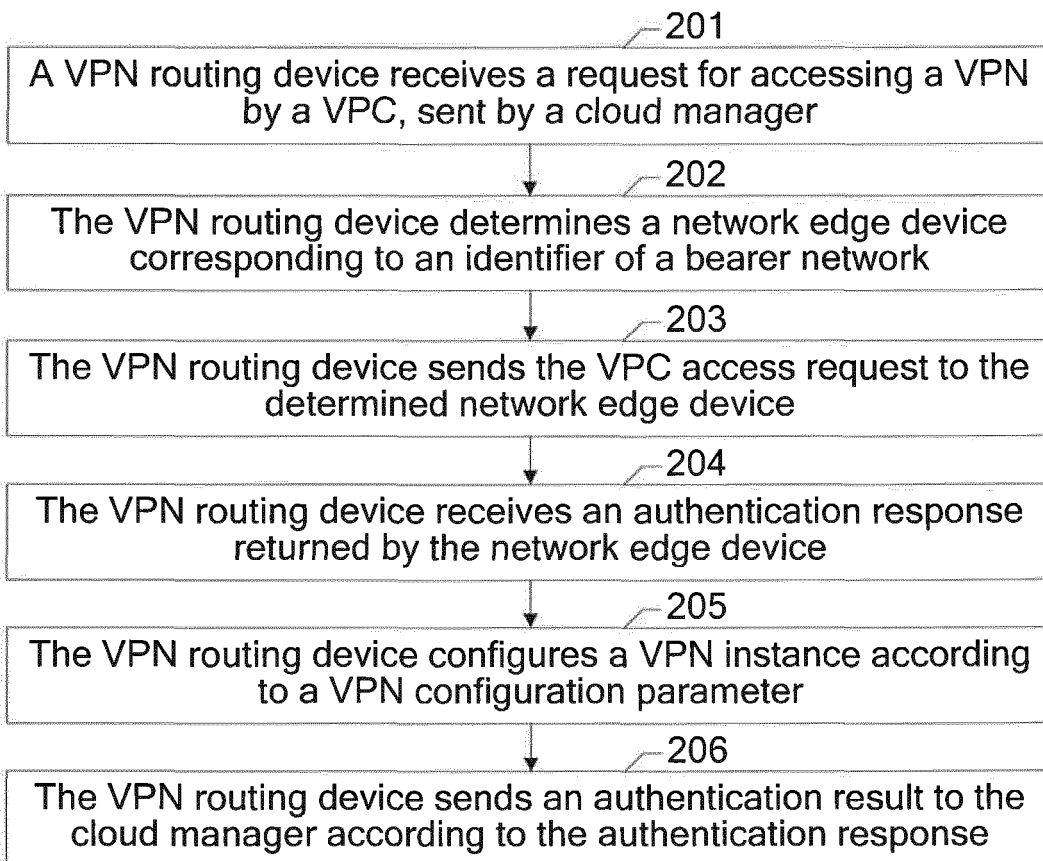 201
A VPN routing device receives a request for accessing a VPN
by a VPC, sent by a cloud manager
202
The VPN routing device determines a network edge device
corresponding to an identifier of a bearer network
203
The VPN routing device sends the VPC access request to the
determined network edge device
204
The VPN routing device receives an authentication response
returned by the network edge device
205
The VPN routing device configures a VPN instance according
to a VPN configuration parameter
206
The VPN routing device sends an authentication result to the
cloud manager according to the authentication response